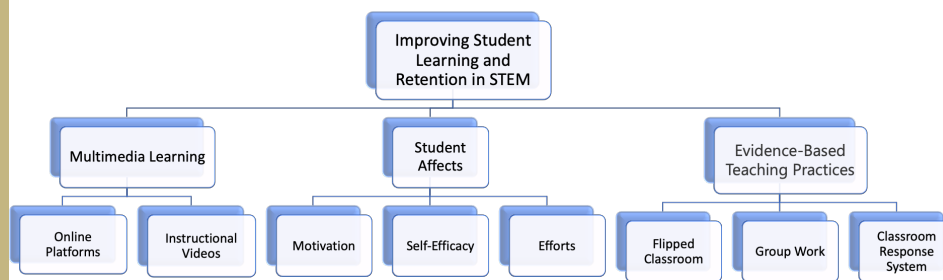 Improving Student
Learning and
Retention in STEM
Multimedia Learning
Student
Affects
Evidence-Based
Teaching Practices
Online
Platforms
Instructional
Videos
Motivation
Self-Efficacy
Efforts
Flipped
Classroom
Group Work
Classroom
Response
System